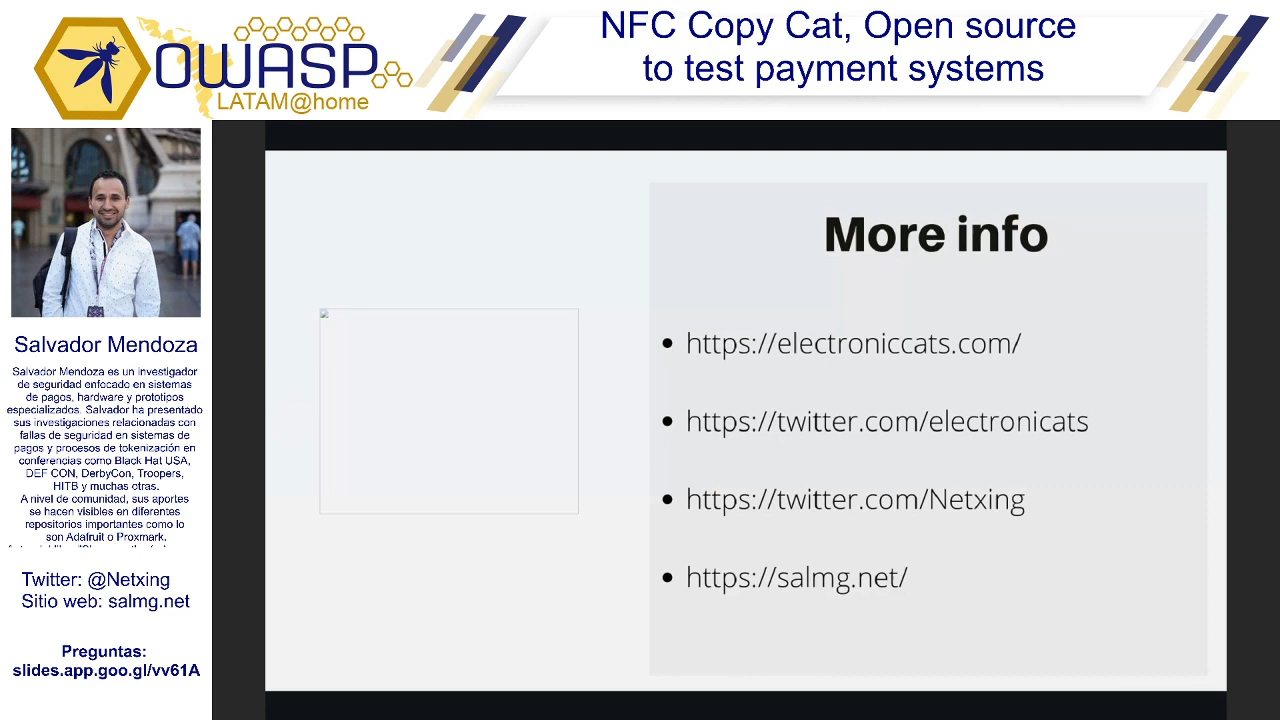 OWASP
LATAM@home
NFC Copy Cat, Open source
to test payment systems
Salvador Mendoza
Salvador Mendoza es un investigador
de seguridad enfocado en sistemas
de pagos, hardware y prototipos
especializados. Salvador ha presentado
sus investigaciones relacionadas con
fallas de seguridad en sistemas de
pagos y procesos de tokenización en
conferencias como Black Hat USA,
DEF CON, DerbyCon, Troopers,
HITB y muchas otras.
A nivel de comunidad, sus aportes
se hacen visibles en diferentes
repositorios importantes como lo
son Adafruit o Proxmark.
Twitter: @Netxing
Sitio web: salmg.net
Preguntas:
slides.app.goo.gl/vv61A
More info
https://electroniccats.com/
https://twitter.com/electronicats
https://twitter.com/Netxing
https://salmg.net/